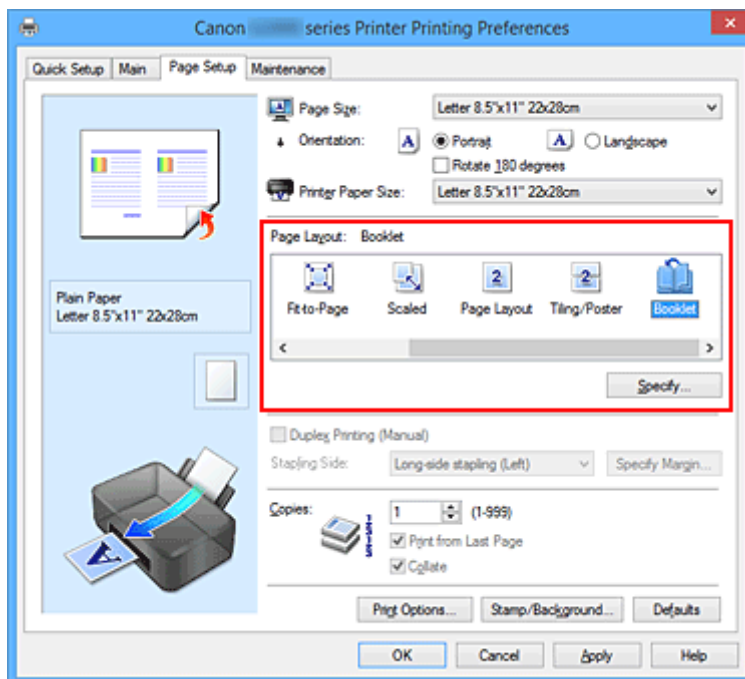 Canon series Printer Printing Preferences
Quick Setup Main Page Setup Maintenance
Page Size: Letter 8.5"x11" 22x28cm
Orientation: A Portrait A Landscape
Rotate 180 degrees
Printer Paper Size: Letter 8.5"x11" 22x28cm
Page Layout: Booklet
Fit-to-Page Scaled Page Layout Tiling/Poster Booklet
Specify...
Plain Paper
Letter 8.5"x11" 22x28cm
Duplex Printing (Manual)
Stapling Side: Long-side stapling (Left) Specify Margin...
Copies: 1 (1-999)
Print from Last Page
Collate
Print Options... Stamp/Background... Defaults
OK Cancel Apply Help